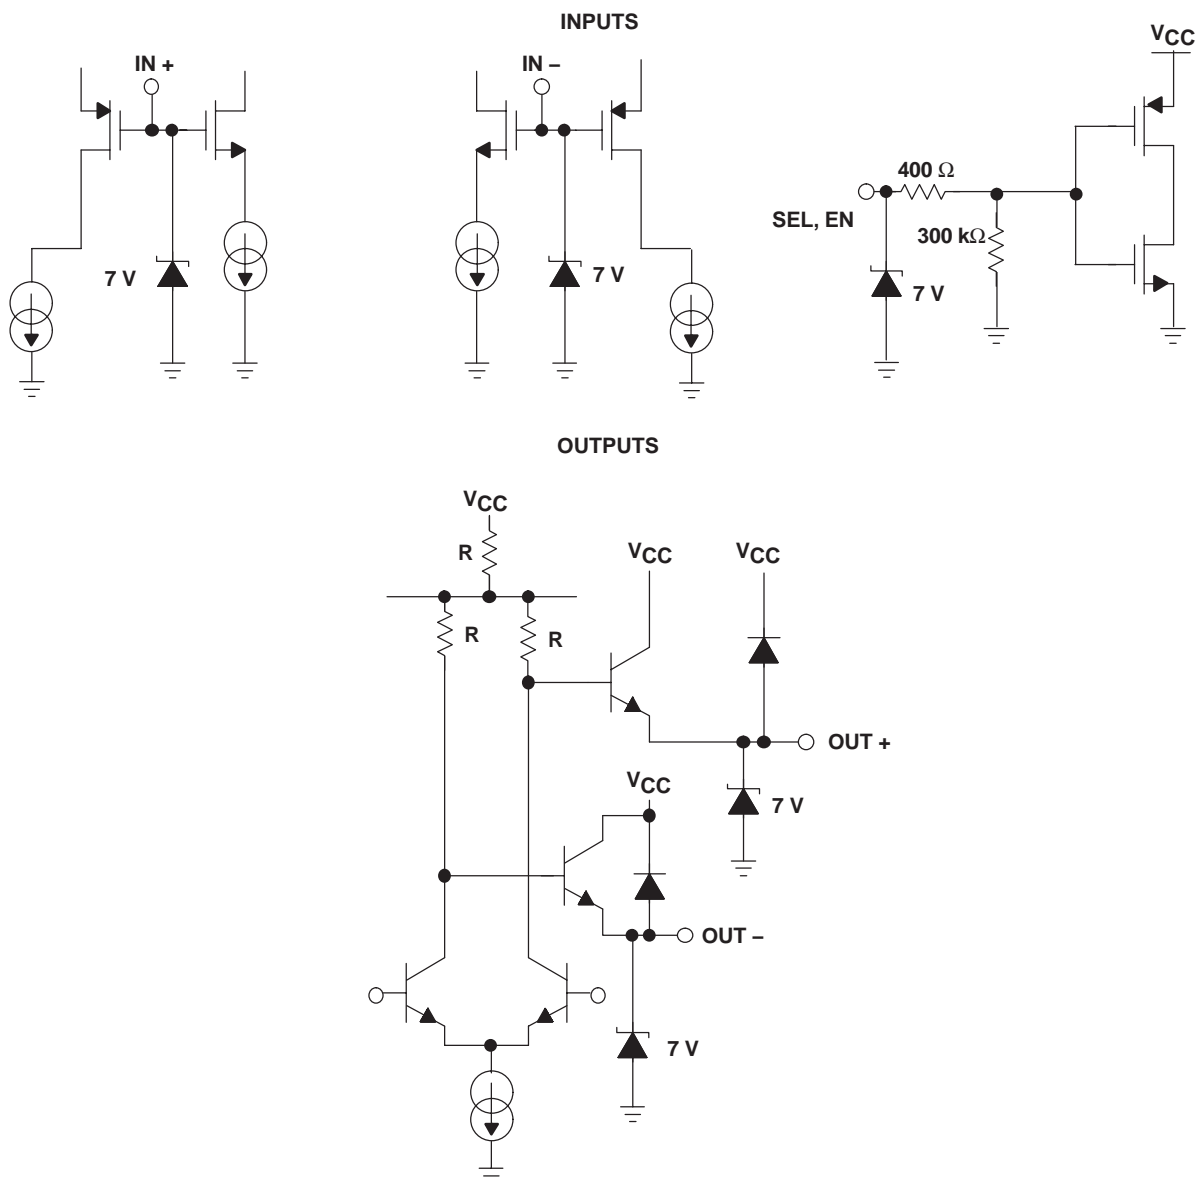 INPUTS
IN +
IN –
VCC
400 Ω
SEL, EN
300 kΩ
7 V
7 V
7 V
OUTPUTS
VCC
R
VCC
VCC
R
R
OUT +
VCC
7 V
OUT –
7 V